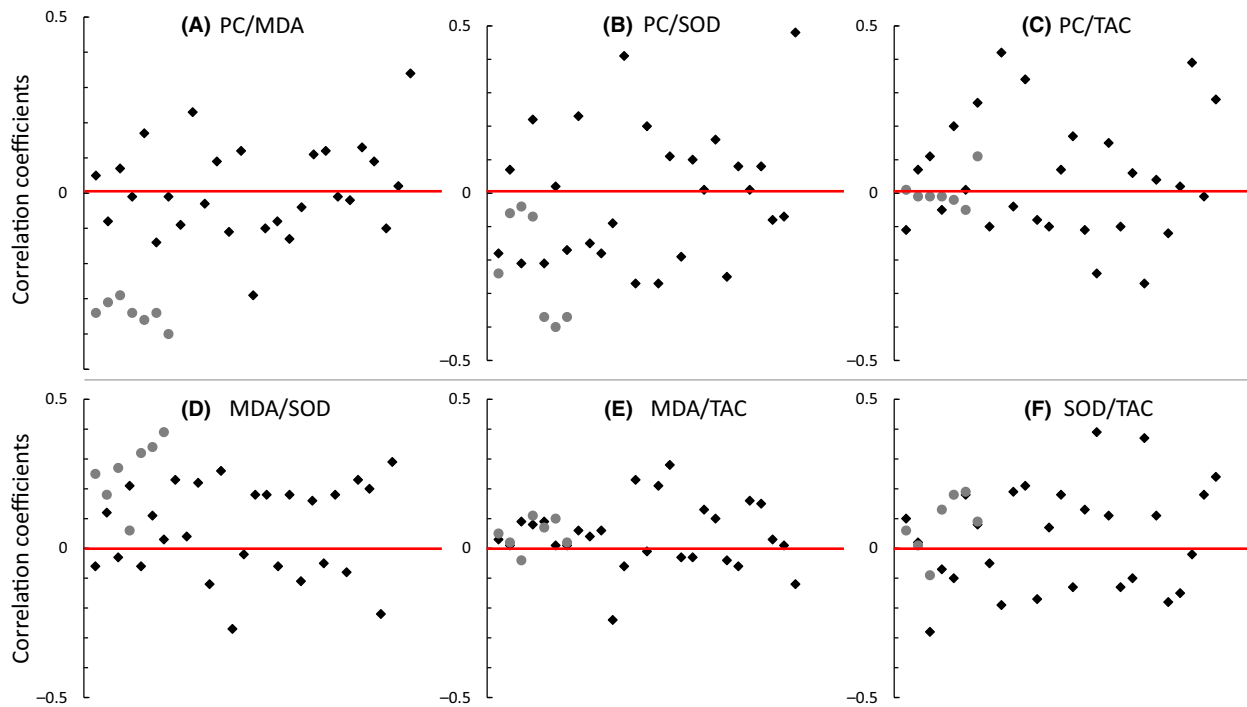 Correlation coefficients
0.5
0
(A) PC/MDA
0.5
0
–0.5
(B) PC/SOD
0.5
0
–0.5
(C) PC/TAC
Correlation coefficients
0.5
0
–0.5
(D) MDA/SOD
0.5
0
–0.5
(E) MDA/TAC
0.5
0
–0.5
(F) SOD/TAC